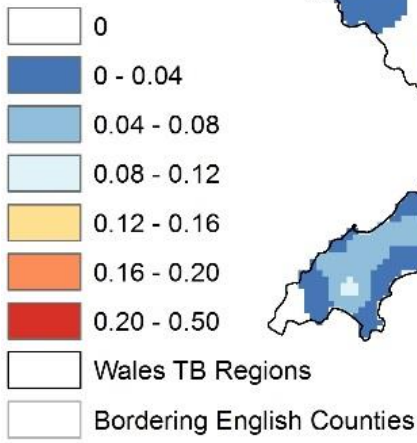 0
0 - 0.04
0.04 - 0.08
0.08 - 0.12
0.12 - 0.16
0.16 - 0.20
0.20 - 0.50
Wales TB Regions
Bordering English Counties